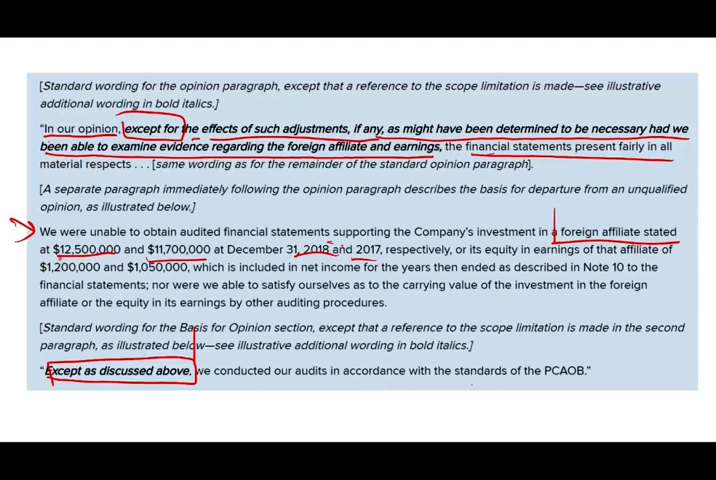 [Standard wording for the opinion paragraph, except that a reference to the scope limitation is made—see illustrative
additional wording in bold italics.]
“In our opinion, except for the effects of such adjustments, if any, as might have been determined to be necessary had we
been able to examine evidence regarding the foreign affiliate and earnings, the financial statements present fairly in all
material respects . . . [same wording as for the remainder of the standard opinion paragraph].
[A separate paragraph immediately following the opinion paragraph describes the basis for departure from an unqualified
opinion, as illustrated below.]
We were unable to obtain audited financial statements supporting the Company’s investment in a foreign affiliate stated
at $12,500,000 and $11,700,000 at December 31, 2018 and 2017, respectively, or its equity in earnings of that affiliate of
$1,200,000 and $1,050,000, which is included in net income for the years then ended as described in Note 10 to the
financial statements; nor were we able to satisfy ourselves as to the carrying value of the investment in the foreign
affiliate or the equity in its earnings by other auditing procedures.
[Standard wording for the Basis for Opinion section, except that a reference to the scope limitation is made in the second
paragraph, as illustrated below—see illustrative additional wording in bold italics.]
“Except as discussed above, we conducted our audits in accordance with the standards of the PCAOB.”